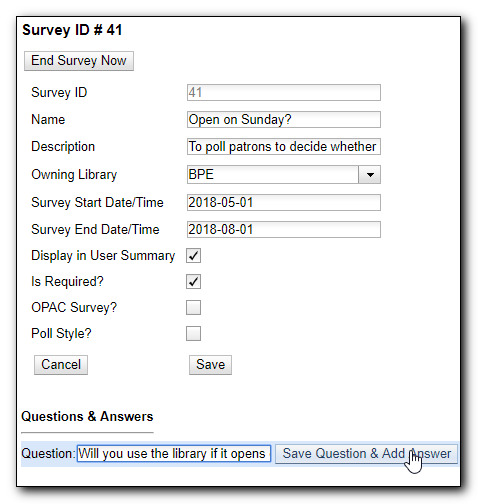 Survey ID # 41
End Survey Now
Survey ID 41
Name Open on Sunday?
Description To poll patrons to decide whether
Owning Library BPE
Survey Start Date/Time 2018-05-01
Survey End Date/Time 2018-08-01
Display in User Summary
Is Required?
OPAC Survey?
Poll Style?
Cancel Save
Questions & Answers
Question: Will you use the library if it opens Save Question & Add Answer